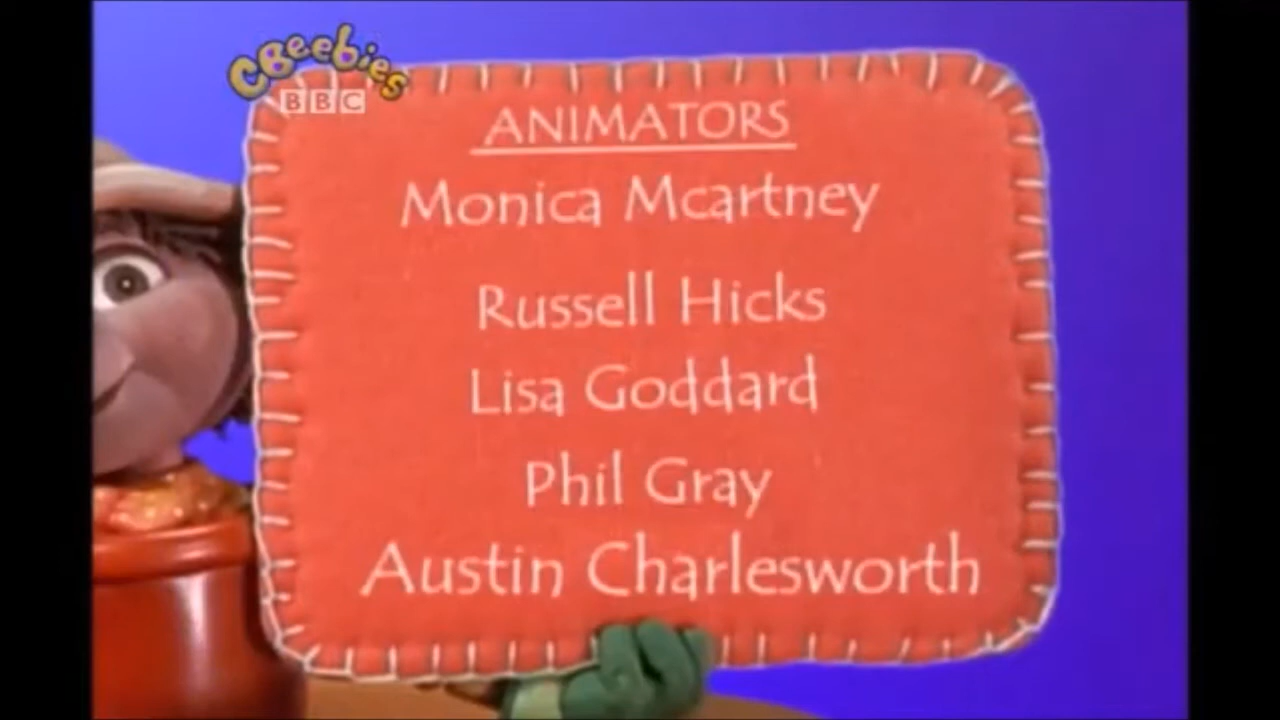 CBeebies
BBC
ANIMATORS
Monica Mcartney
Russell Hicks
Lisa Goddard
Phil Gray
Austin Charlesworth